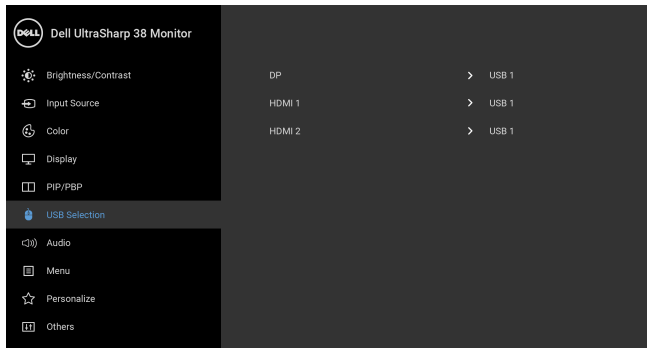 DELL Dell UltraSharp 38 Monitor
Brightness/Contrast DP USB 1
Input Source HDMI 1 USB 1
Color HDMI 2 USB 1
Display
PIP/PBP
USB Selection
Audio
Menu
Personalize
Others